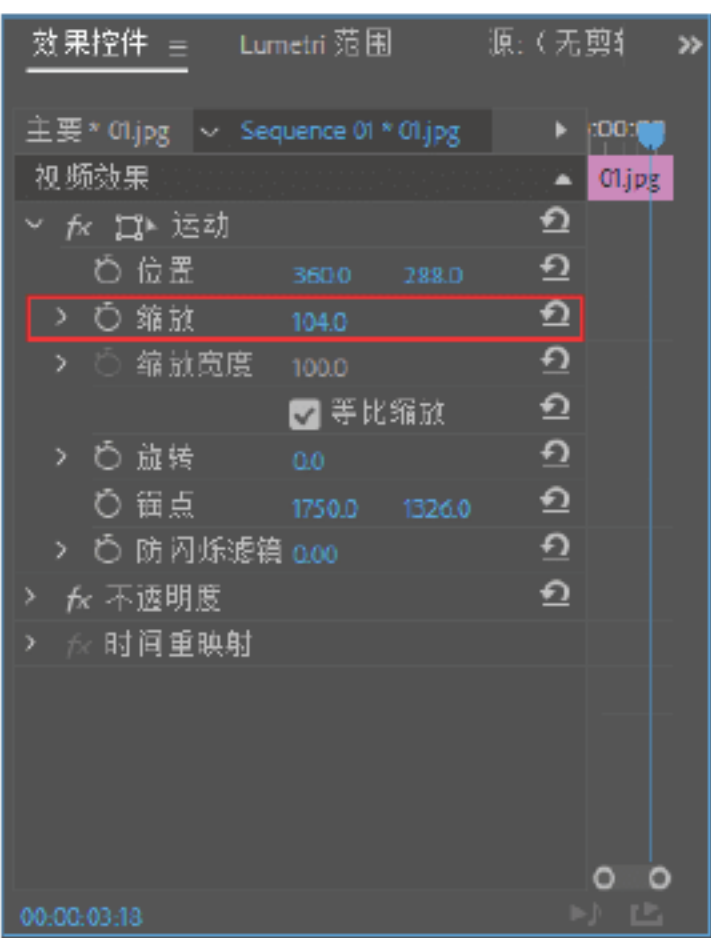 效果控件 Lumetri 范围 源:（无剪辑
主要 * 01.jpg Sequence 01 * 01.jpg :00:00
视频效果 01.jpg
fx 运动
位置 360.0 288.0
缩放 104.0
缩放宽度 100.0
等比缩放
旋转 0.0
锚点 1750.0 1326.0
防闪烁滤镜 0.00
fx 不透明度
fx 时间重映射
00:00:03:18